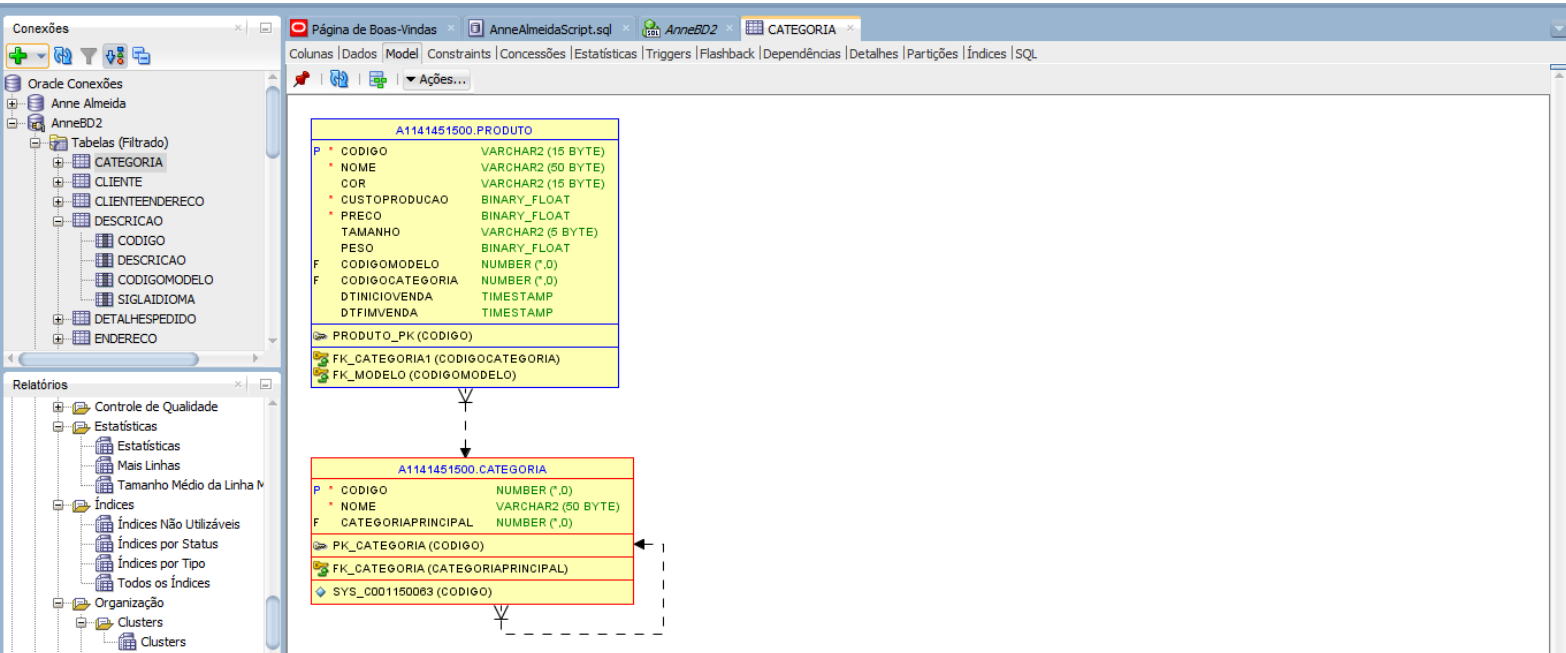 Conexões
Oracle Conexões
Anne Almeida
AnneBD2
Tabelas (Filtrado)
CATEGORIA
CLIENTE
CLIENTEENDERECO
DESCRICAO
CODIGO
DESCRICAO
CODIGOMODELO
SIGLAIDIOMA
DETALHESPEDIDO
ENDERECO
Relatórios
Controle de Qualidade
Estatísticas
Estatísticas
Mais Linhas
Tamanho Médio da Linha M
Índices
Índices Não Utilizáveis
Índices por Status
Índices por Tipo
Todos os Índices
Organização
Clusters
Clusters
Página de Boas-Vindas AnneAlmeidaScript.sql AnneBD2 CATEGORIA
Colunas |Dados |Model |Constraints |Concessões |Estatísticas |Triggers |Flashback |Dependências |Detalhes |Partições |Índices |SQL
Ações...
A1141451500.PRODUTO
P * CODIGO VARCHAR2 (15 BYTE)
* NOME VARCHAR2 (50 BYTE)
COR VARCHAR2 (15 BYTE)
* CUSTOPRODUCAO BINARY_FLOAT
* PRECO BINARY_FLOAT
TAMANHO VARCHAR2 (5 BYTE)
PESO BINARY_FLOAT
F CODIGOMODELO NUMBER (*,0)
F CODIGOCATEGORIA NUMBER (*,0)
DTINICIOVENDA TIMESTAMP
DTFIMVENDA TIMESTAMP
PRODUTO_PK (CODIGO)
FK_CATEGORIA1 (CODIGOCATEGORIA)
FK_MODELO (CODIGOMODELO)
A1141451500.CATEGORIA
P * CODIGO NUMBER (*,0)
* NOME VARCHAR2 (50 BYTE)
F CATEGORIAPRINCIPAL NUMBER (*,0)
PK_CATEGORIA (CODIGO)
FK_CATEGORIA (CATEGORIAPRINCIPAL)
SYS_C001150063 (CODIGO)